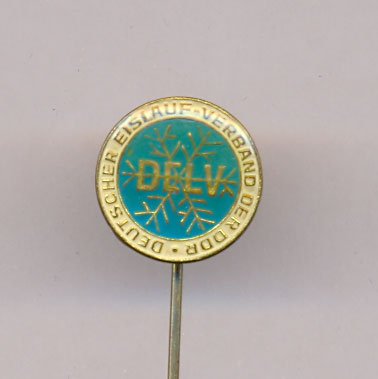 DEUTSCHER EISLAUF-VERBAND DER DDR •
DELV